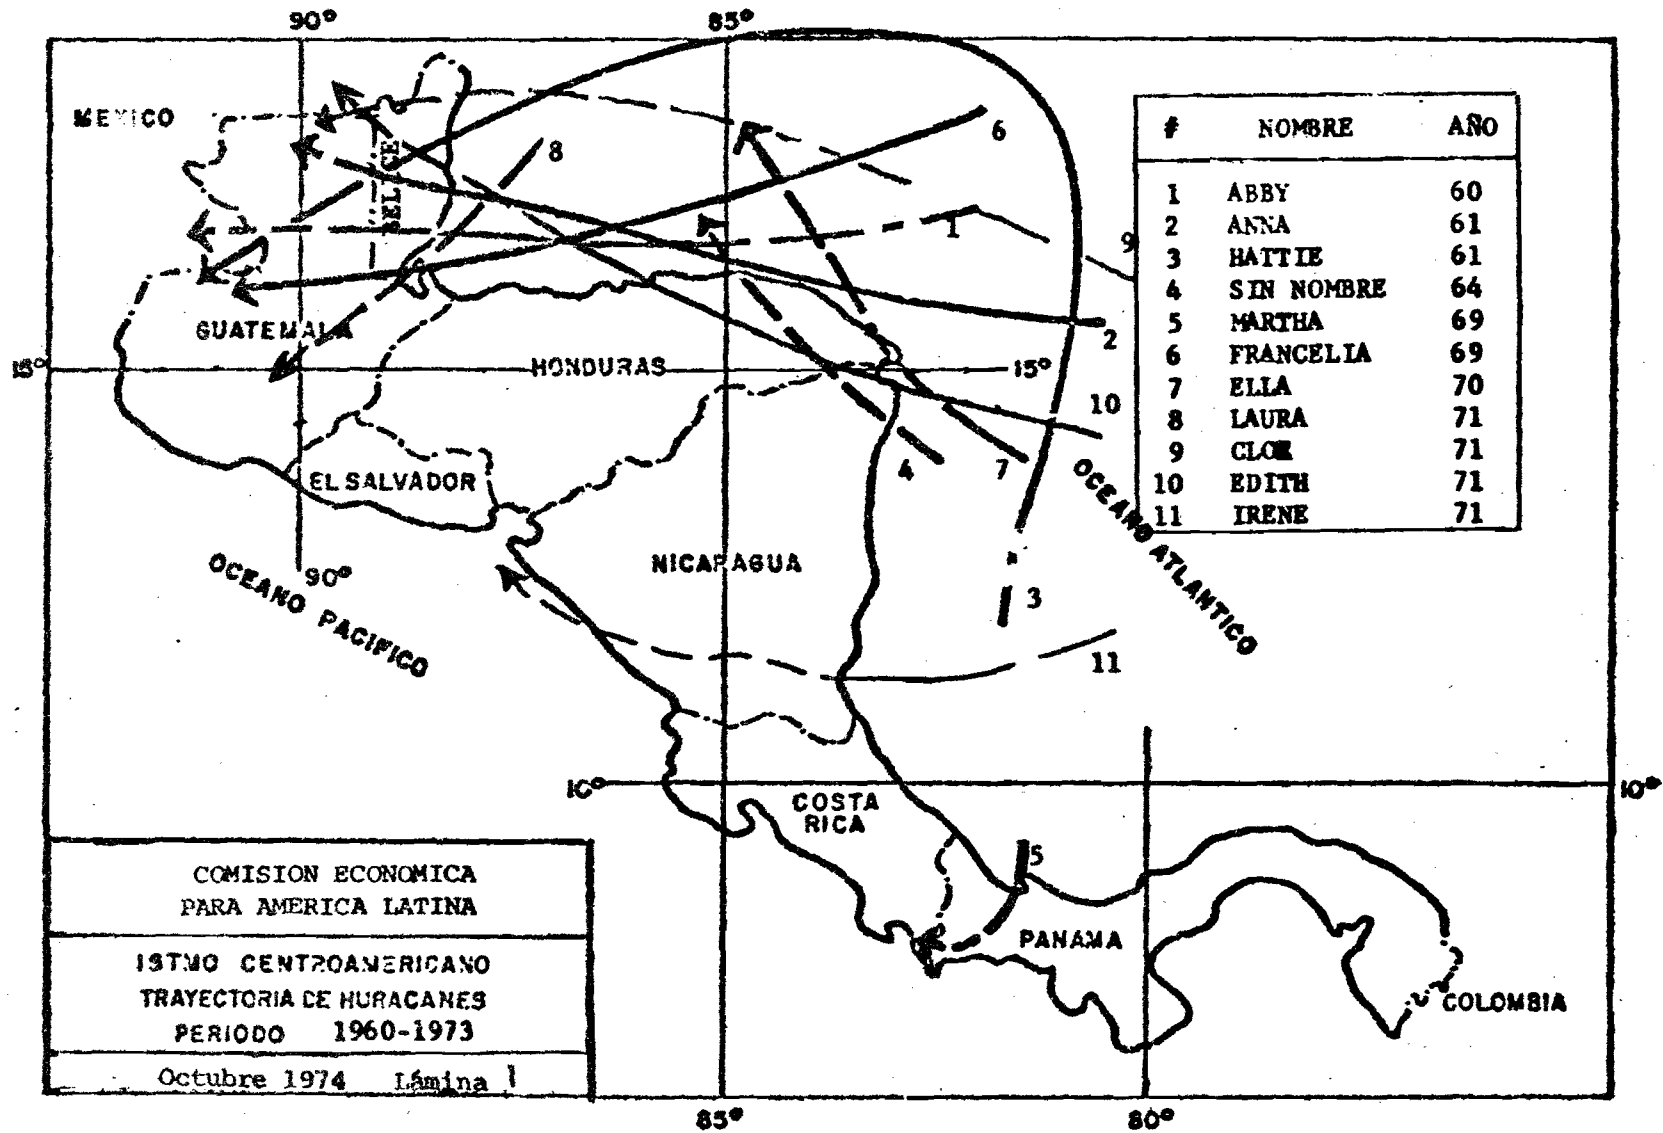 90° 85°
MEXICO
BELICE
8
6
1
9
2
10
4
7
3
11
5
# NOMBRE AÑO
1 ABBY 60
2 ANNA 61
3 HATTIE 61
4 SIN NOMBRE 64
5 MARTHA 69
6 FRANCELIA 69
7 ELLA 70
8 LAURA 71
9 CLOE 71
10 EDITH 71
11 IRENE 71
GUATEMALA
15° HONDURAS 15°
EL SALVADOR
NICARAGUA
90°
OCEANO PACIFICO
OCEANO ATLANTICO
10° 10°
COSTA
RICA
PANAMA
COLOMBIA
COMISION ECONOMICA
PARA AMERICA LATINA
ISTMO CENTROAMERICANO
TRAYECTORIA DE HURACANES
PERIODO 1960-1973
Octubre 1974 Lámina 1
85° 80°